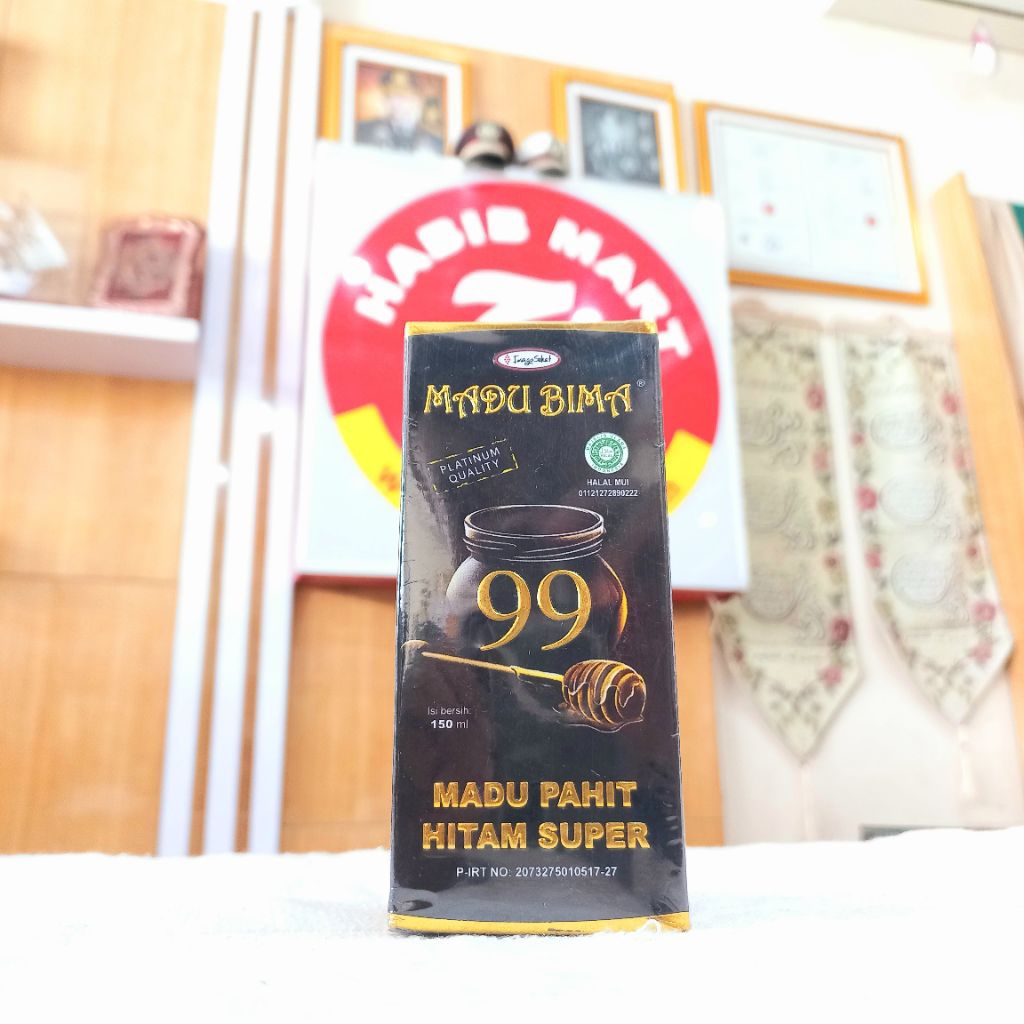 HABIB MART
ImagoSehat
MADU BIMA®
PLATINUM
QUALITY
HALAL MUI
01121272890222
99
Isi bersih:
150 ml
MADU PAHIT
HITAM SUPER
P-IRT NO: 2073275010517-27